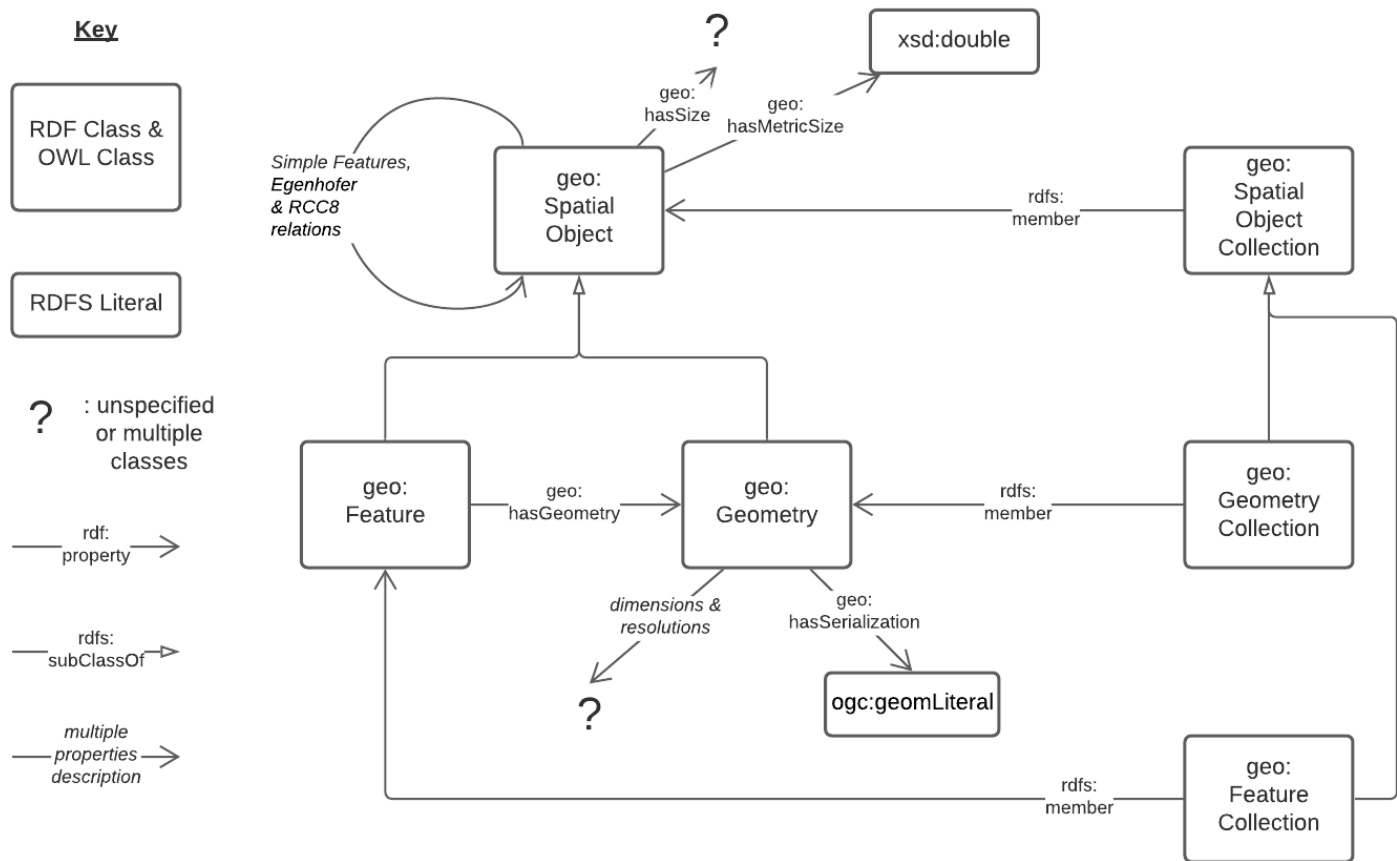 Key
RDF Class &
OWL Class
RDFS Literal
?
: unspecified
or multiple
classes
rdf:
property
rdfs:
subClassOf
multiple
properties
description
?
xsd:double
geo:
hasSize
geo:
hasMetricSize
Simple Features,
Egenhofer
& RCC8
relations
geo:
Spatial
Object
rdfs:
member
geo:
Spatial
Object
Collection
geo:
Feature
geo:
hasGeometry
geo:
Geometry
rdfs:
member
geo:
Geometry
Collection
dimensions &
resolutions
geo:
hasSerialization
?
ogc:geomLiteral
rdfs:
member
geo:
Feature
Collection